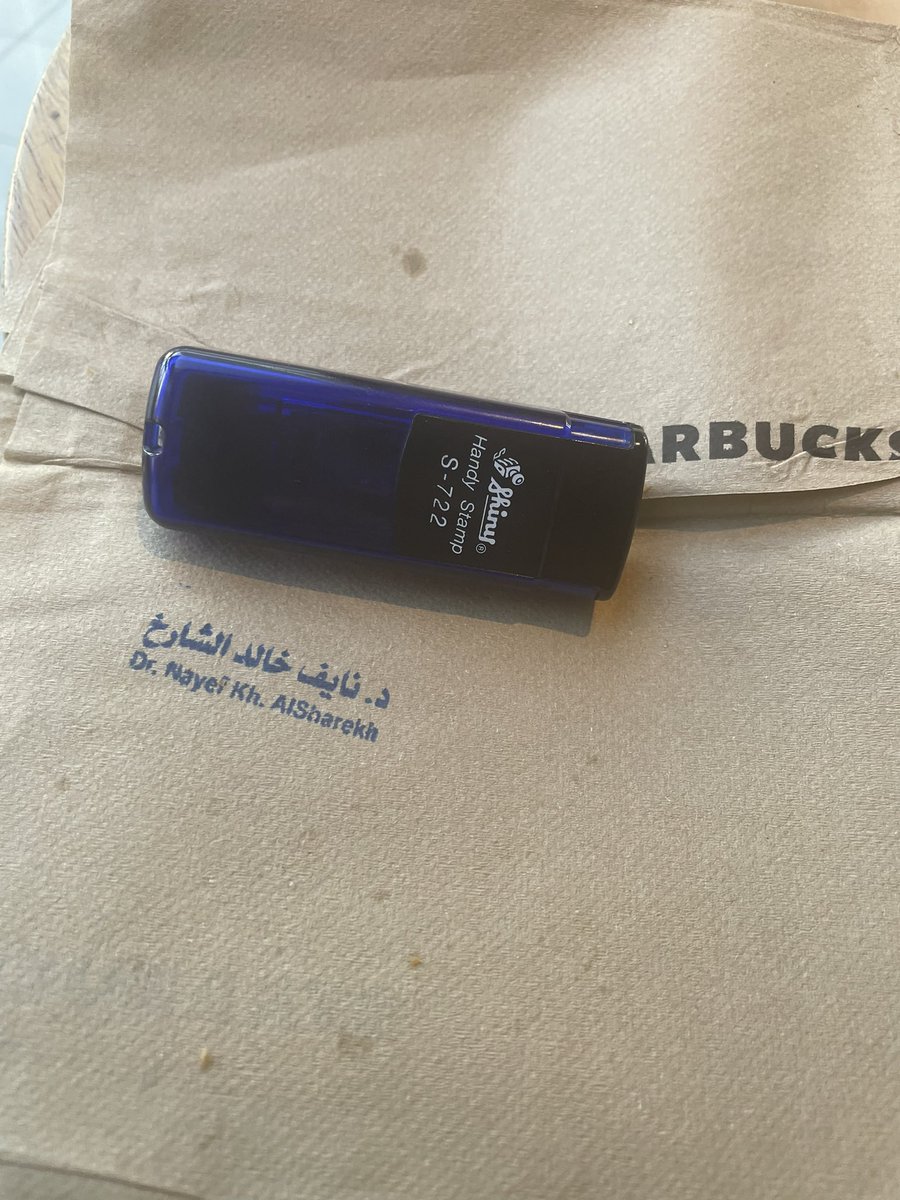 ARBUCKS
Shiny®
Handy Stamp
S-722
د. نايف خالد الشارخ
Dr. Nayef Kh. AlSharekh